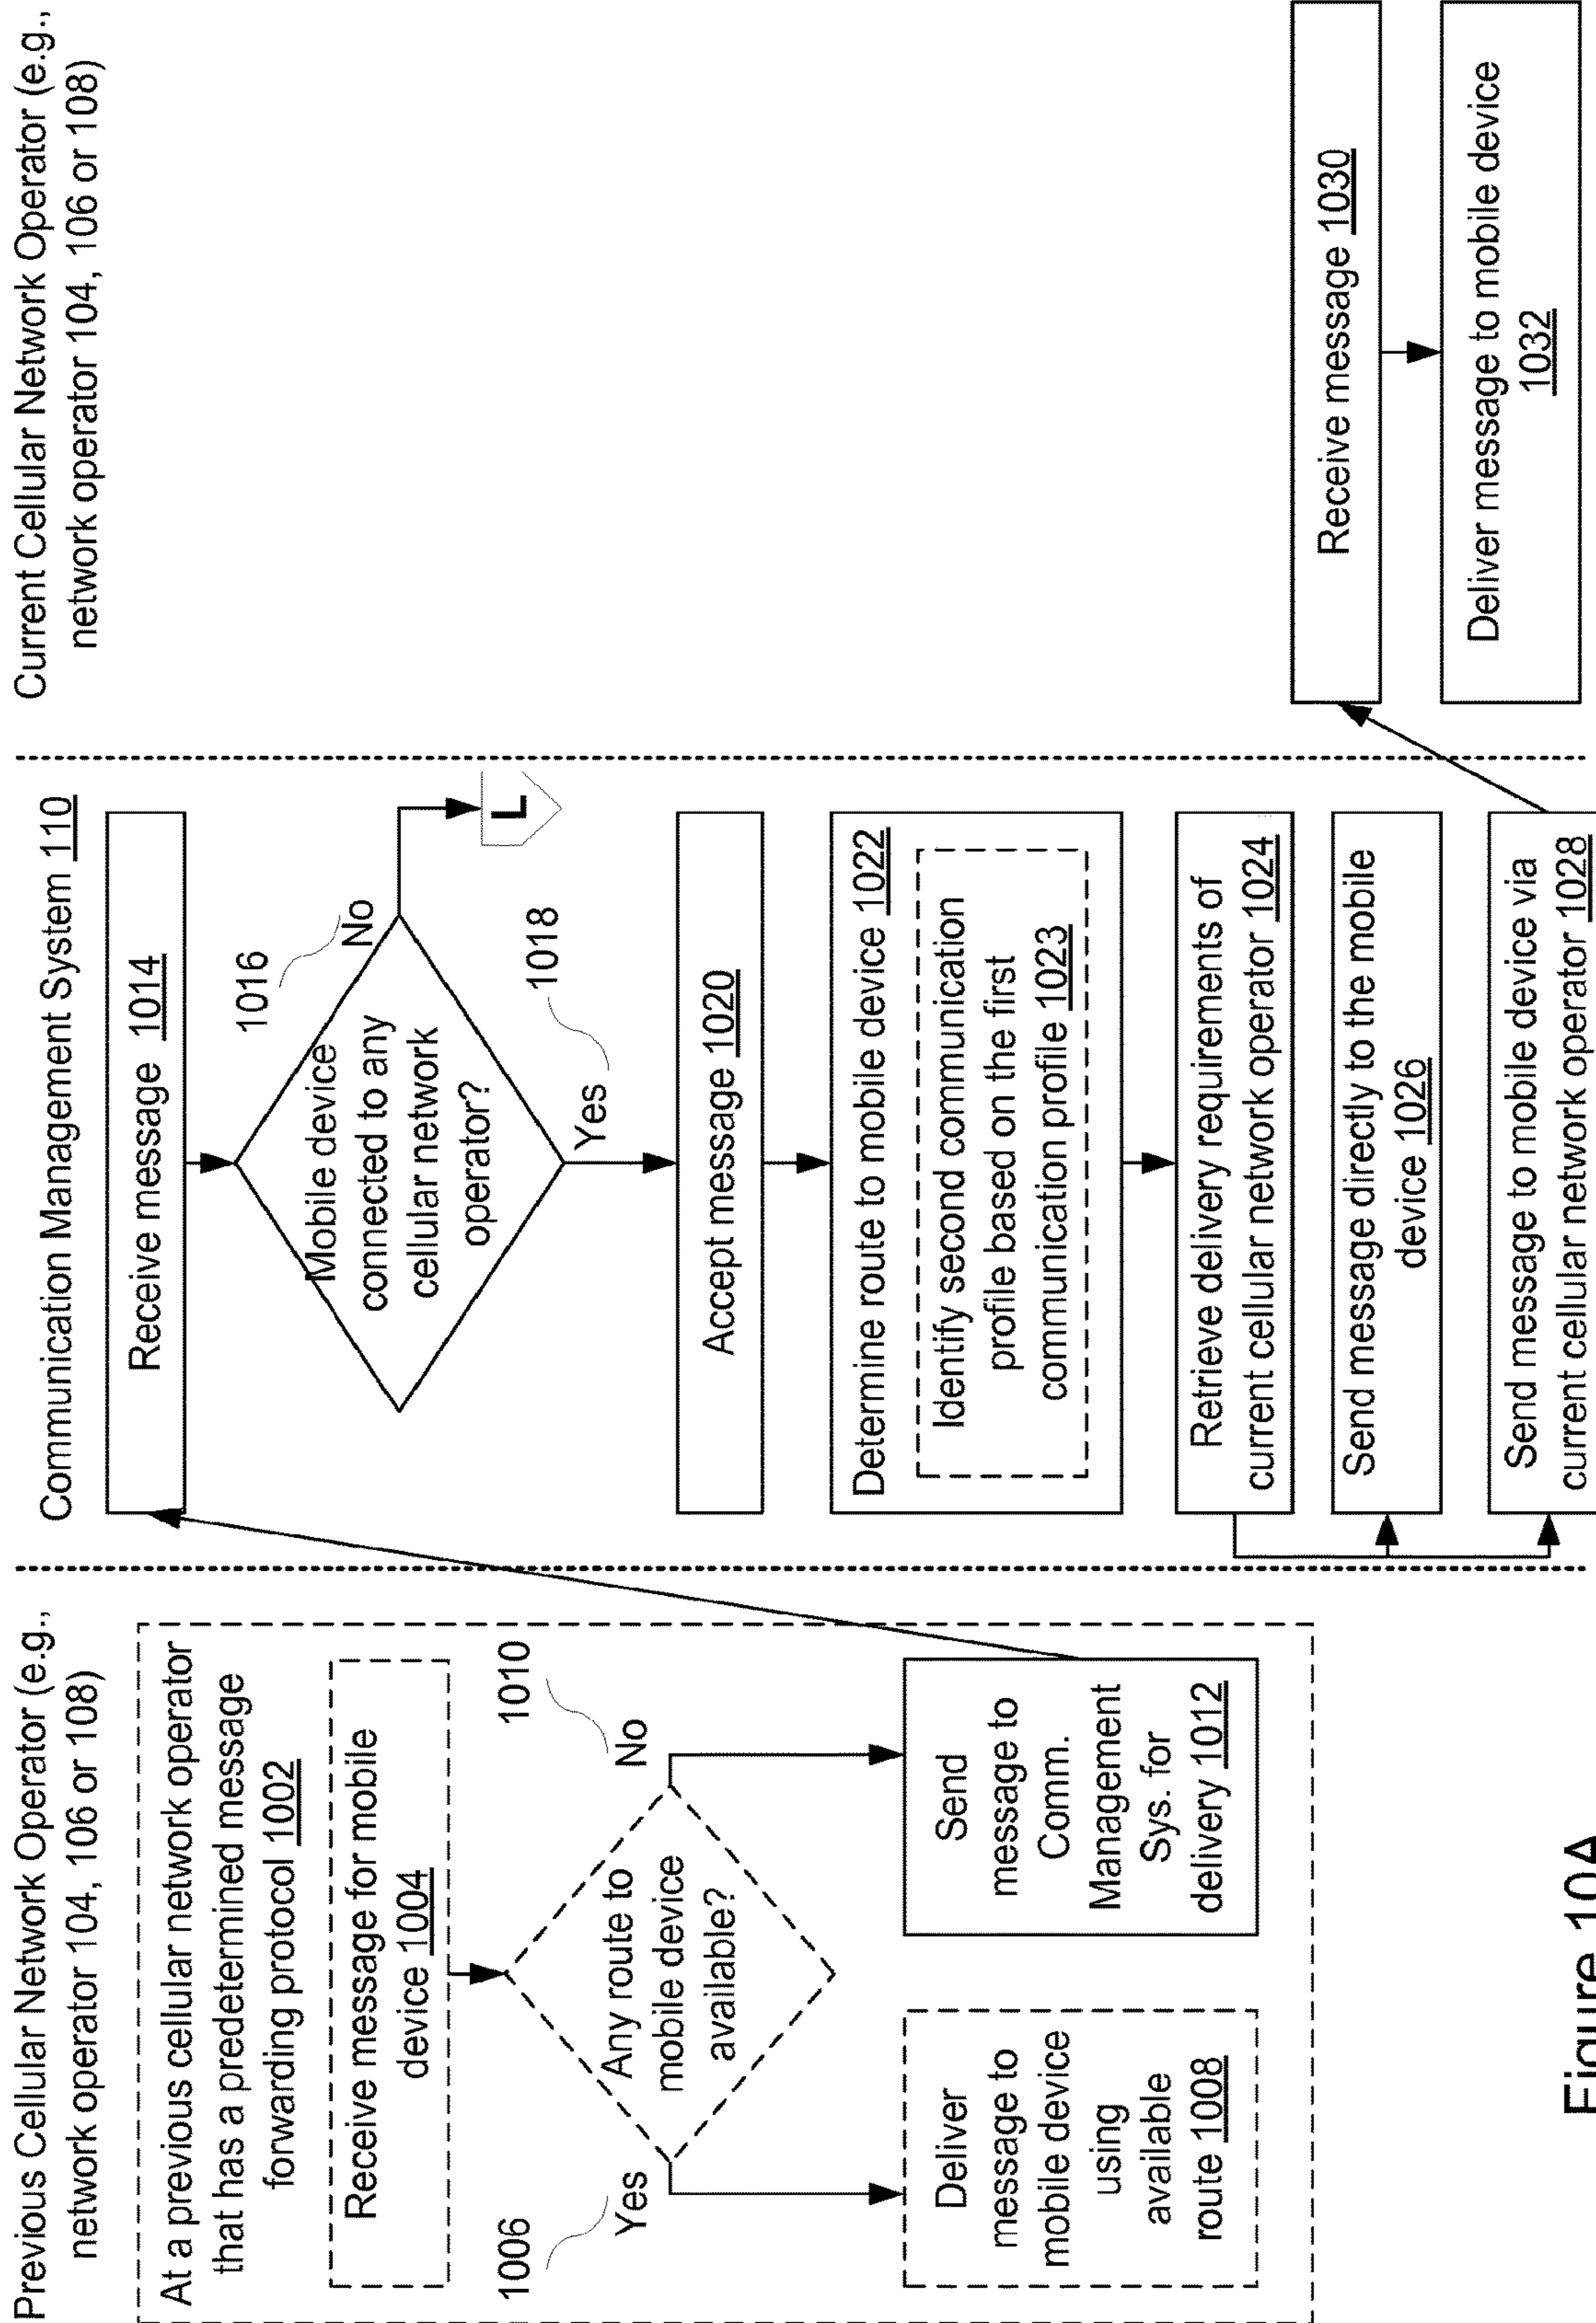 Previous Cellular Network Operator (e.g.,
network operator 104, 106 or 108)
At a previous cellular network operator
that has a predetermined message
forwarding protocol 1002
Receive message for mobile
device 1004
Any route to
mobile device
available?
1006
Yes
1010
No
Deliver
message to
mobile device
using
available
route 1008
Send
message to
Comm.
Management
Sys. for
delivery 1012
Communication Management System 110
Receive message 1014
Mobile device
connected to any
cellular network
operator?
1016
No
L
1018
Yes
Accept message 1020
Determine route to mobile device 1022
Identify second communication
profile based on the first
communication profile 1023
Retrieve delivery requirements of
current cellular network operator 1024
Send message directly to the mobile
device 1026
Send message to mobile device via
current cellular network operator 1028
Current Cellular Network Operator (e.g.,
network operator 104, 106 or 108)
Receive message 1030
Deliver message to mobile device
1032
Figure 10A